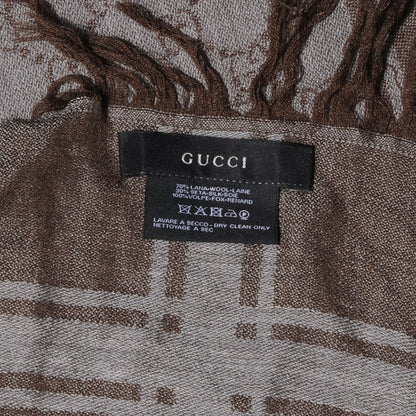 GUCCI
70% LANA-WOOL-LAINE
30% SETA-SILK-SOIE
100%VOLPE-FOX-RENARD
LAVARE A SECCO - DRY CLEAN ONLY
NETTOYAGE A SEC